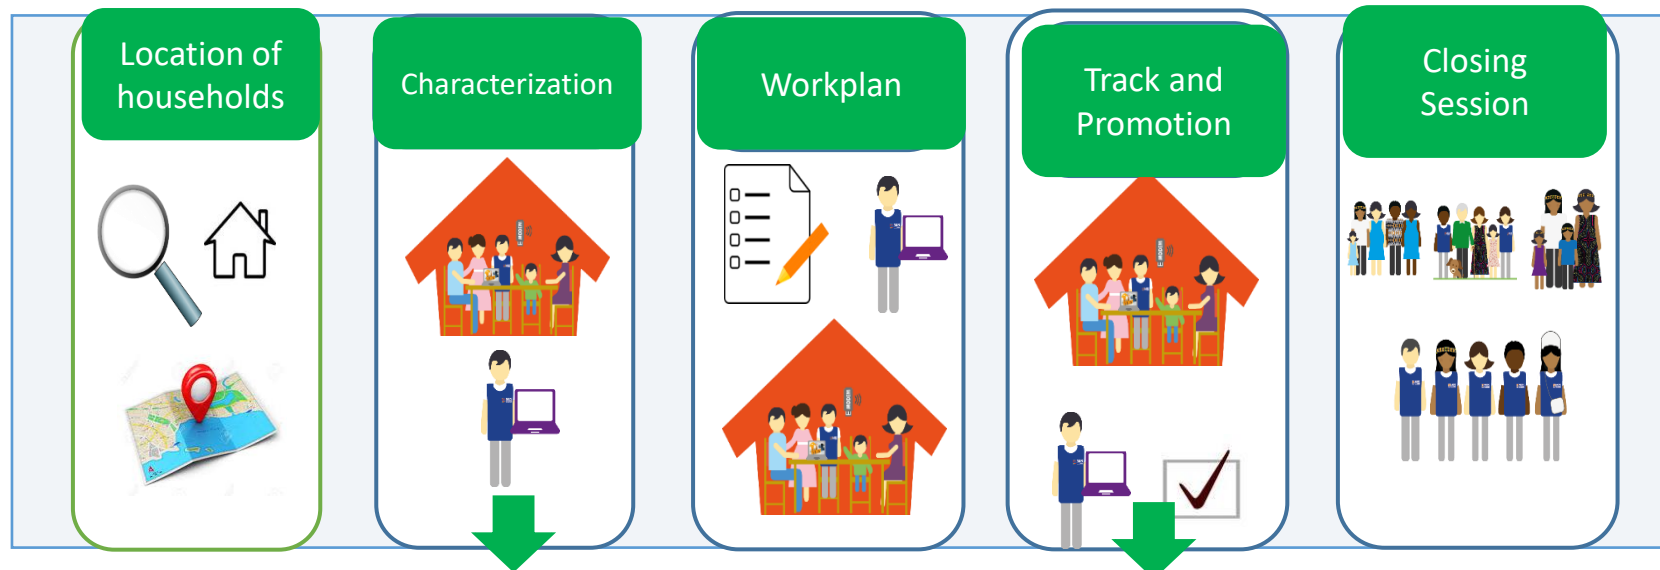 Location of
households
Characterization
Workplan
Track and
Promotion
Closing
Session